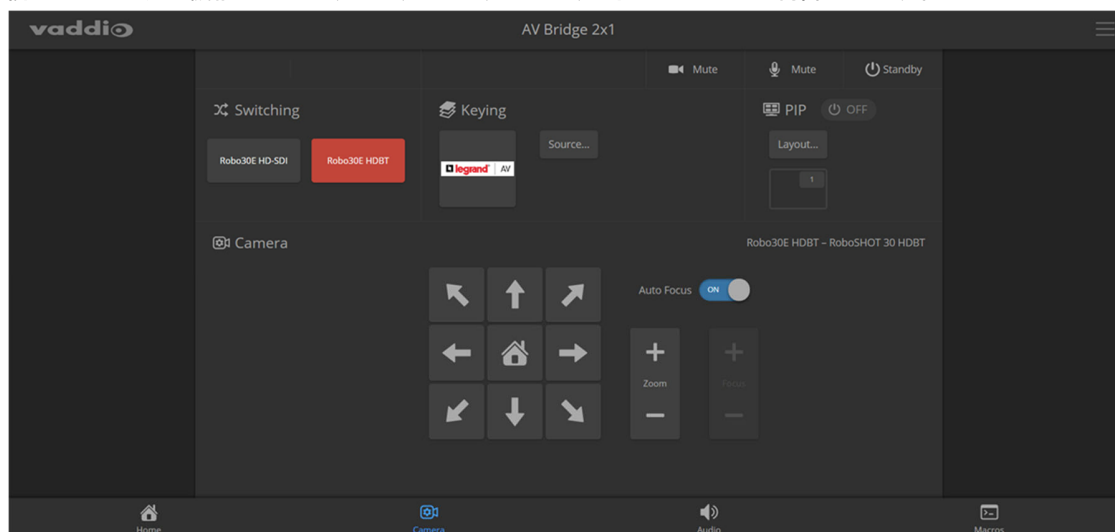 vaddio
AV Bridge 2x1
Mute
Mute
Standby
Switching
Keying
PIP
OFF
Robo30E HD-SDI
Robo30E HDBT
legrand AV
Source...
Layout...
1
Camera
Robo30E HDBT – RoboSHOT 30 HDBT
Auto Focus
ON
Zoom
Focus
Home
Camera
Audio
Macros